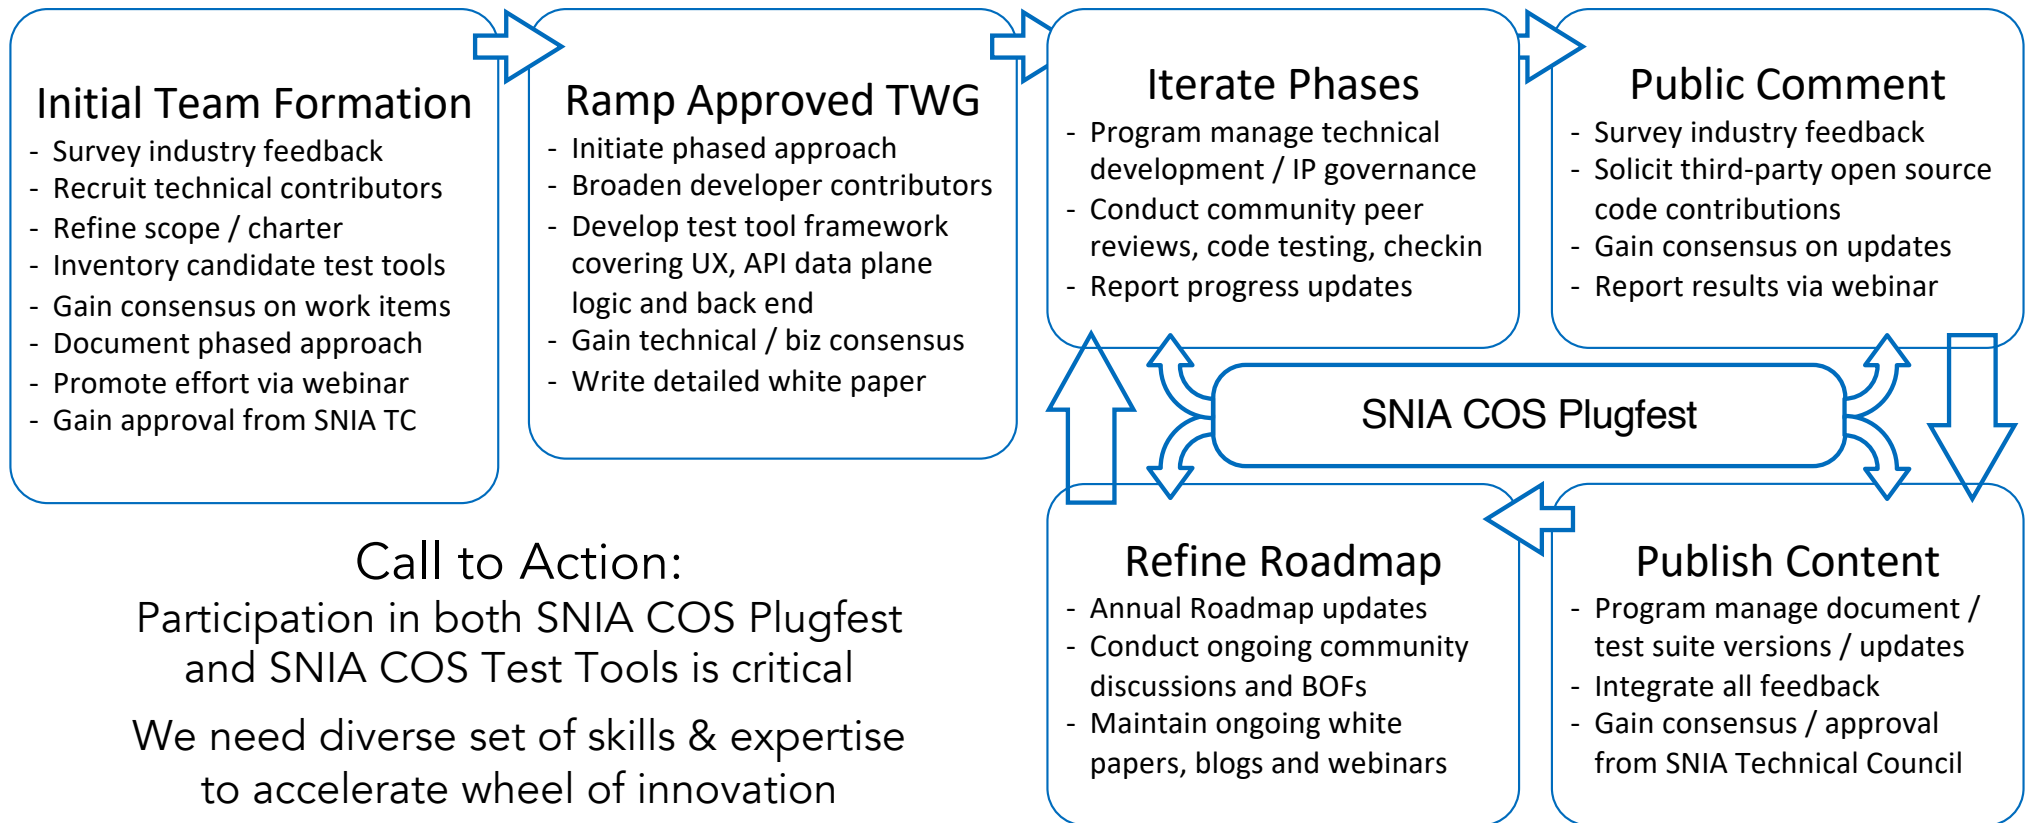 Initial Team Formation
- Survey industry feedback
- Recruit technical contributors
- Refine scope / charter
- Inventory candidate test tools
- Gain consensus on work items
- Document phased approach
- Promote effort via webinar
- Gain approval from SNIA TC
Ramp Approved TWG
- Initiate phased approach
- Broaden developer contributors
- Develop test tool framework
covering UX, API data plane
logic and back end
- Gain technical / biz consensus
- Write detailed white paper
Iterate Phases
- Program manage technical
development / IP governance
- Conduct community peer
reviews, code testing, checkin
- Report progress updates
Public Comment
- Survey industry feedback
- Solicit third-party open source
code contributions
- Gain consensus on updates
- Report results via webinar
SNIA COS Plugfest
Refine Roadmap
- Annual Roadmap updates
- Conduct ongoing community
discussions and BOFs
- Maintain ongoing white
papers, blogs and webinars
Publish Content
- Program manage document /
test suite versions / updates
- Integrate all feedback
- Gain consensus / approval
from SNIA Technical Council
Call to Action:
Participation in both SNIA COS Plugfest
and SNIA COS Test Tools is critical
We need diverse set of skills & expertise
to accelerate wheel of innovation